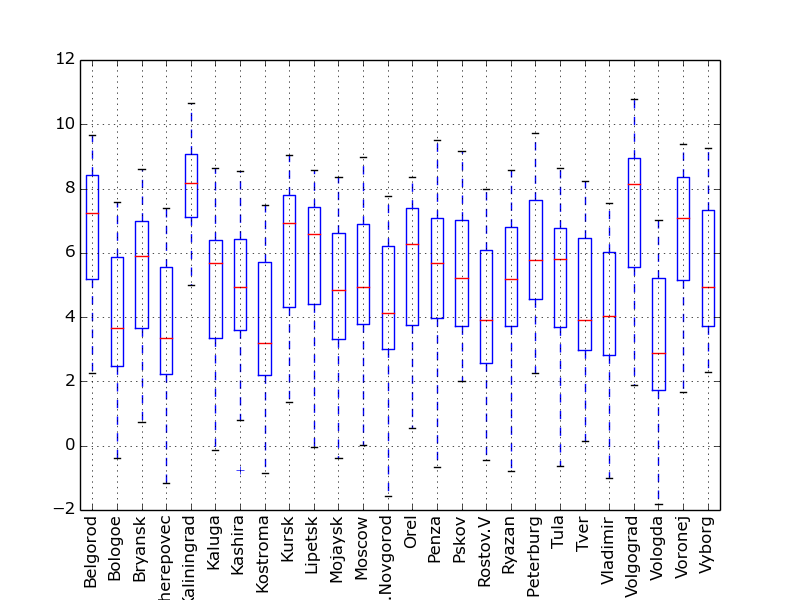 12
10
8
6
4
2
0
−2
Belgorod
Bologoe
Bryansk
herepovec
Kaliningrad
Kaluga
Kashira
Kostroma
Kursk
Lipetsk
Mojaysk
Moscow
.Novgorod
Orel
Penza
Pskov
Rostov.V
Ryazan
Peterburg
Tula
Tver
Vladimir
Volgograd
Vologda
Voronej
Vyborg